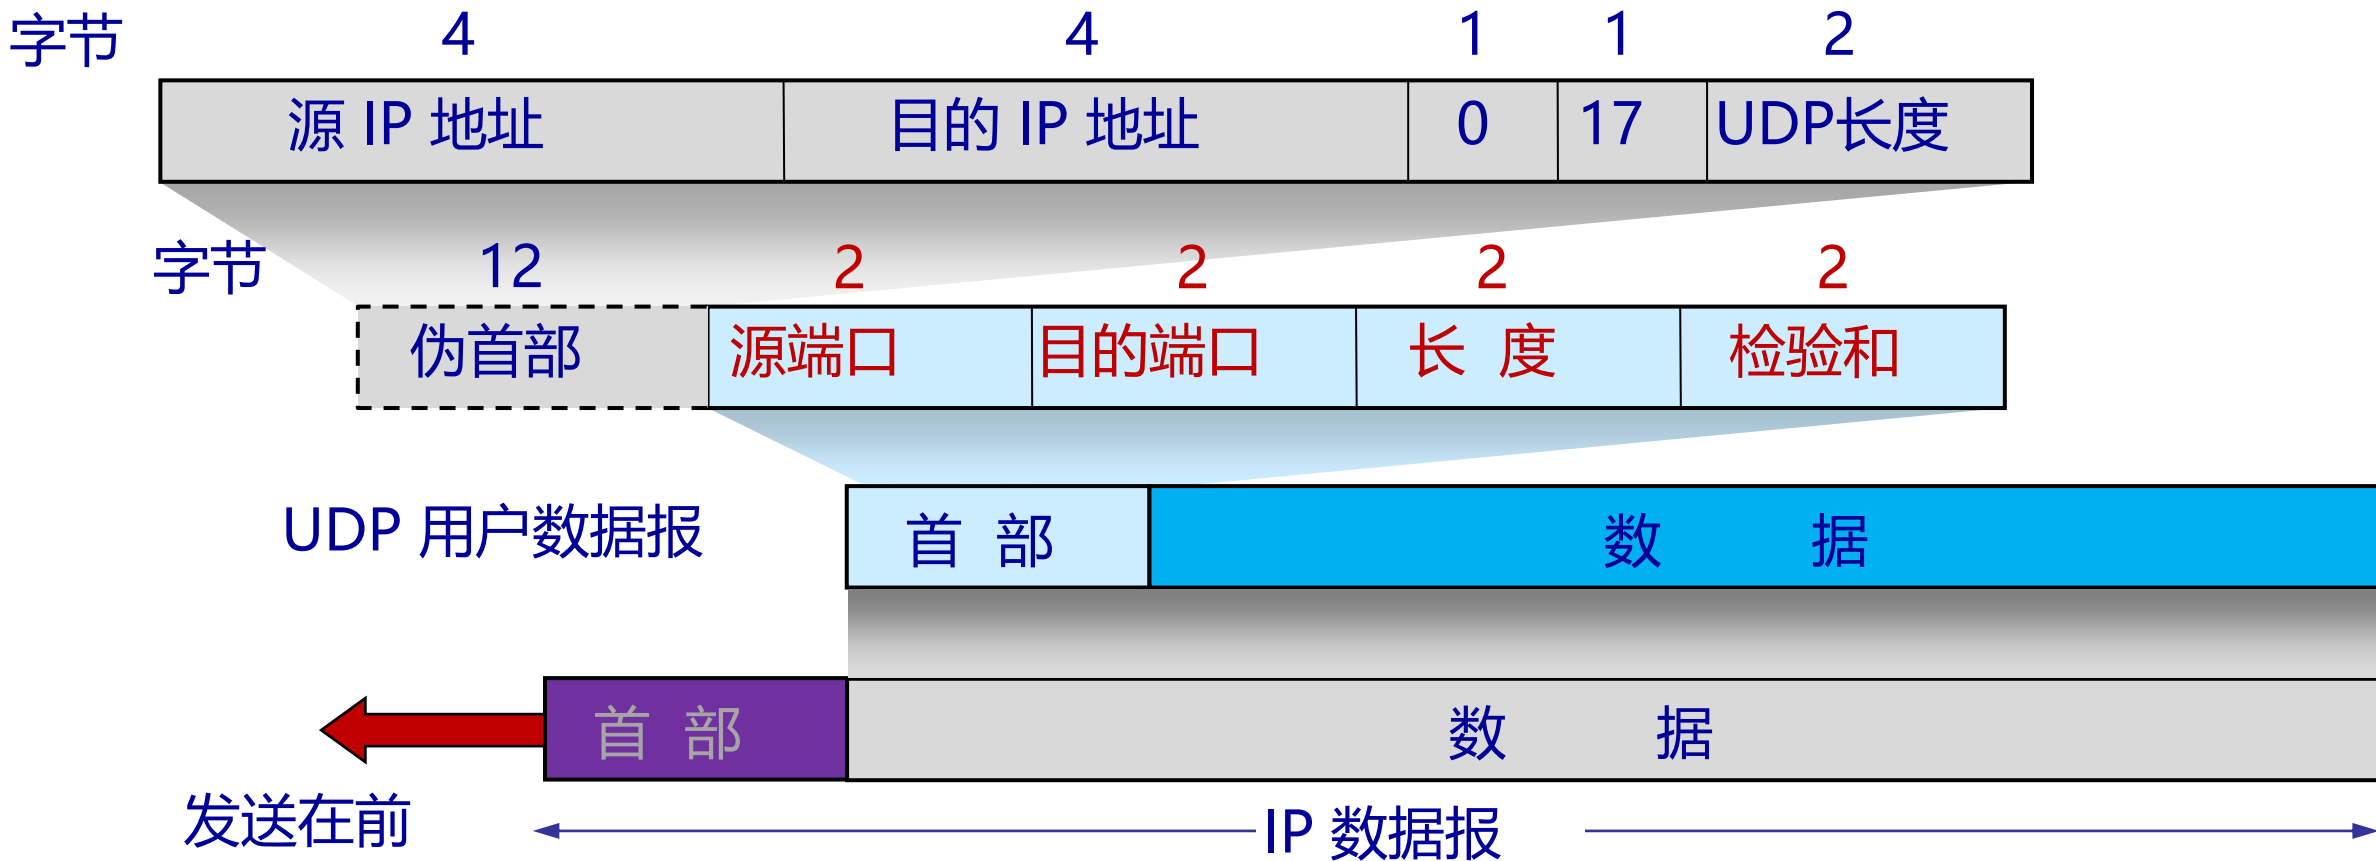 字节 4 4 1 1 2
源 IP 地址 目的 IP 地址 0 17 UDP长度
字节 12 2 2 2 2
伪首部 源端口 目的端口 长 度 检验和
UDP 用户数据报 首 部 数 据
首 部 数 据
发送在前 IP 数据报